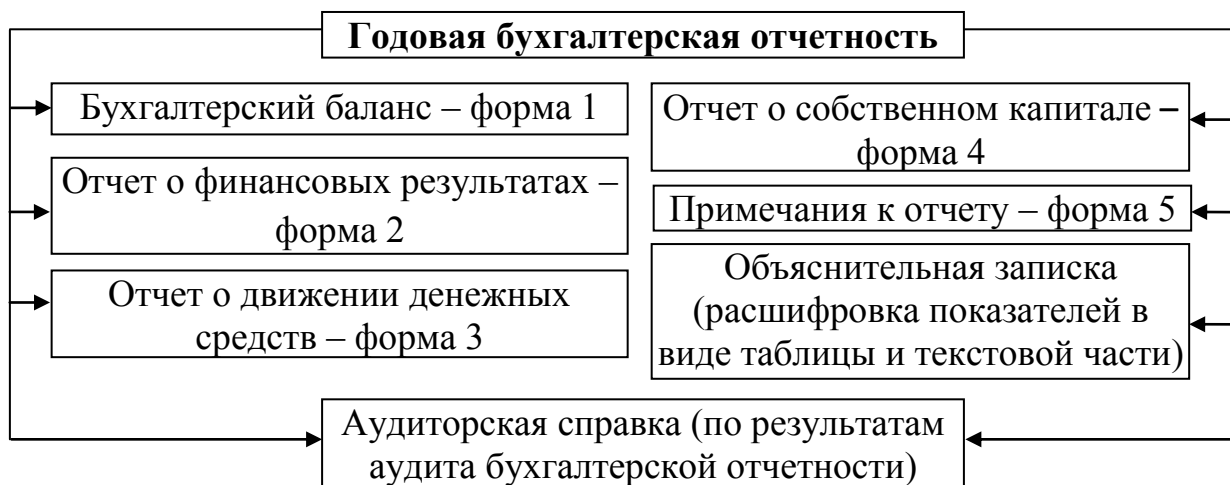 Годовая бухгалтерская отчетность
Бухгалтерский баланс – форма 1
Отчет о финансовых результатах –
форма 2
Отчет о движении денежных
средств – форма 3
Отчет о собственном капитале –
форма 4
Примечания к отчету – форма 5
Объяснительная записка
(расшифровка показателей в
виде таблицы и текстовой части)
Аудиторская справка (по результатам
аудита бухгалтерской отчетности)